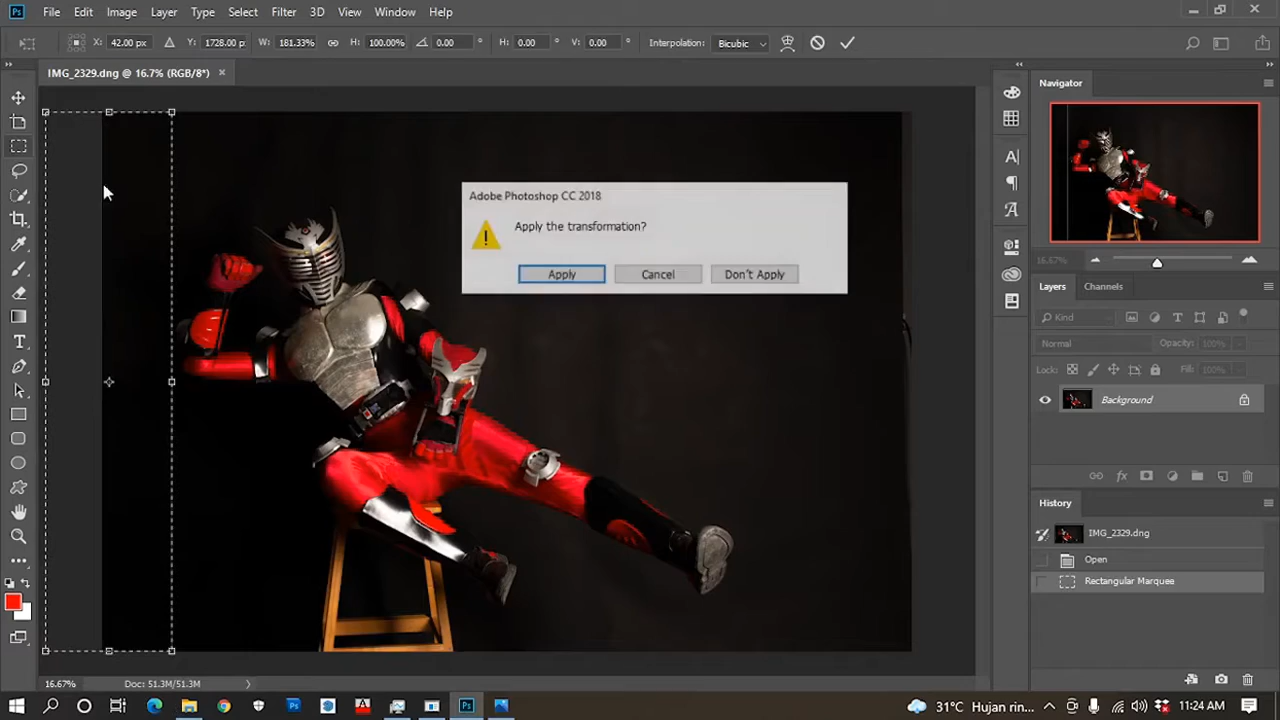 Ps File Edit Image Layer Type Select Filter 3D View Window Help
X: 42.00 px Y: 1728.00 p W: 181.33% H: 100.00% 0.00 ° H: 0.00 ° V: 0.00 ° Interpolation: Bicubic
IMG_2329.dng @ 16.7% (RGB/8*) ×
Navigator
Adobe Photoshop CC 2018
Apply the transformation?
Apply Cancel Don't Apply
16.67%
Layers Channels
Kind
Normal Opacity: 100%
Lock: Fill: 100%
Background
History
IMG_2329.dng
Open
Rectangular Marquee
16.67% Doc: 51.3M/51.3M
31°C Hujan rin... 11:24 AM